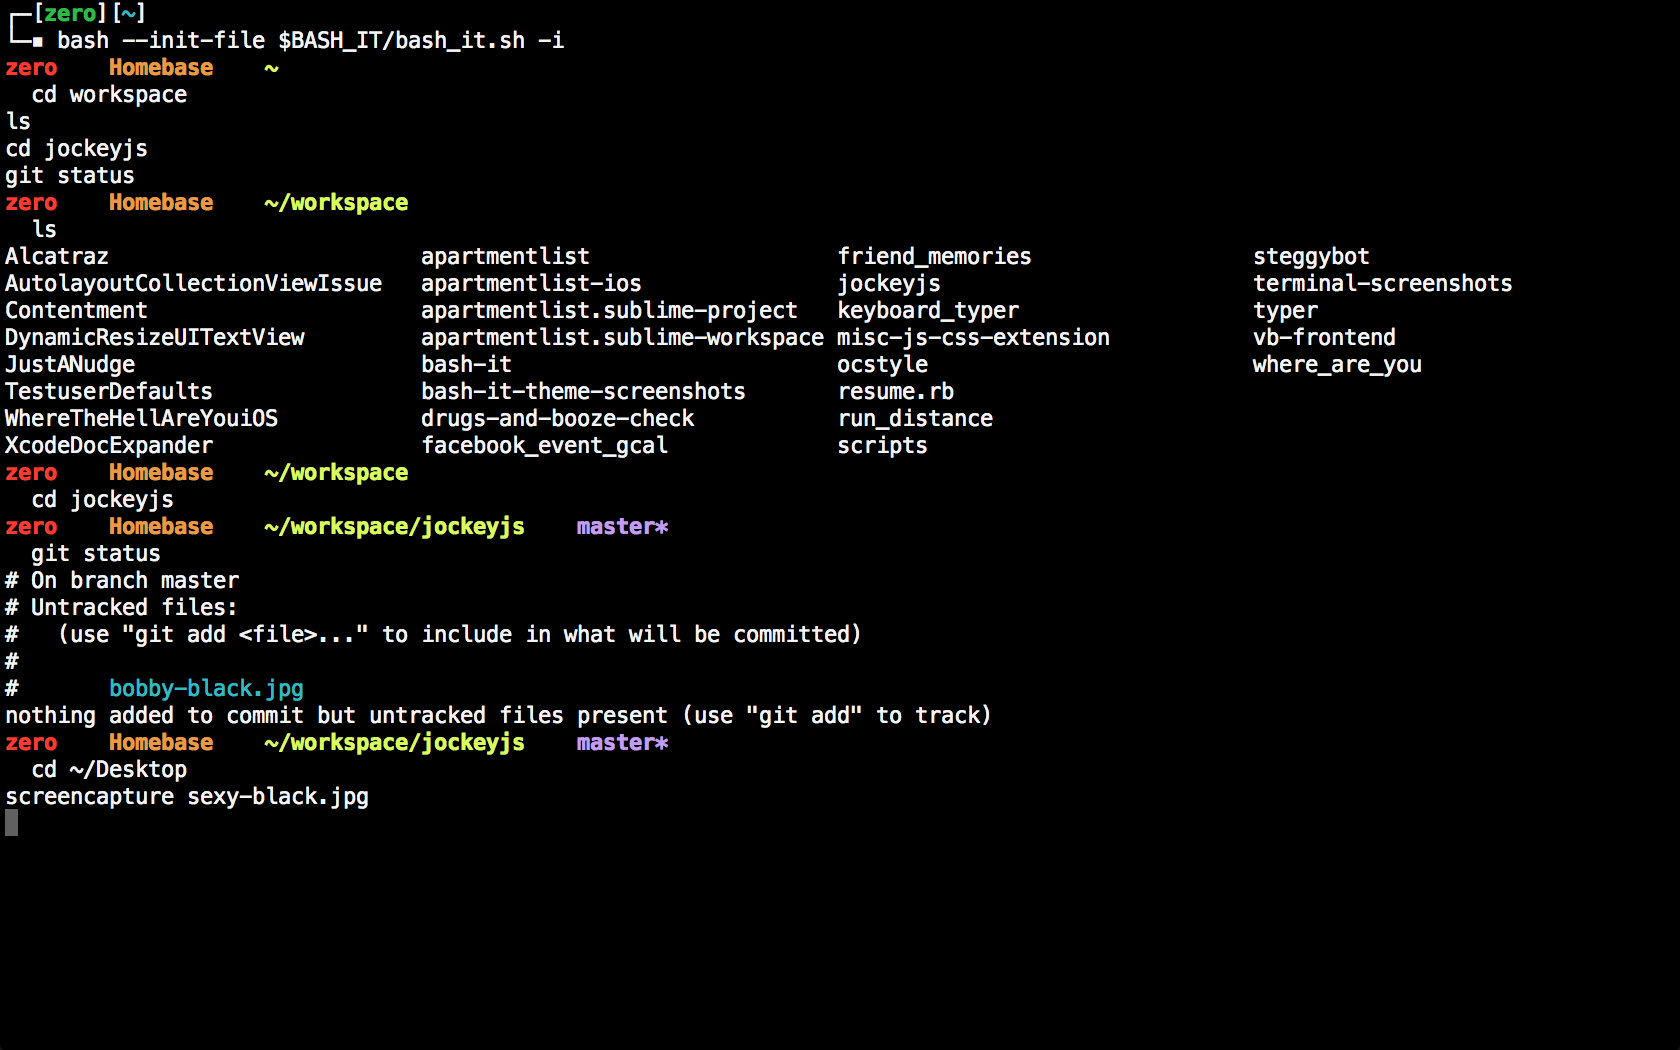 ┌─[zero][~]
└─▪ bash --init-file $BASH_IT/bash_it.sh -i
zero    Homebase    ~
  cd workspace
ls
cd jockeyjs
git status
zero    Homebase    ~/workspace
  ls
Alcatraz                        apartmentlist                   friend_memories                 steggybot
AutolayoutCollectionViewIssue   apartmentlist-ios               jockeyjs                        terminal-screenshots
Contentment                     apartmentlist.sublime-project   keyboard_typer                  typer
DynamicResizeUITextView         apartmentlist.sublime-workspace misc-js-css-extension           vb-frontend
JustANudge                      bash-it                         ocstyle                         where_are_you
TestuserDefaults                bash-it-theme-screenshots       resume.rb
WhereTheHellAreYouiOS           drugs-and-booze-check           run_distance
XcodeDocExpander                facebook_event_gcal             scripts
zero    Homebase    ~/workspace
  cd jockeyjs
zero    Homebase    ~/workspace/jockeyjs    master*
  git status
# On branch master
# Untracked files:
#   (use "git add <file>..." to include in what will be committed)
#
#       bobby-black.jpg
nothing added to commit but untracked files present (use "git add" to track)
zero    Homebase    ~/workspace/jockeyjs    master*
  cd ~/Desktop
screencapture sexy-black.jpg